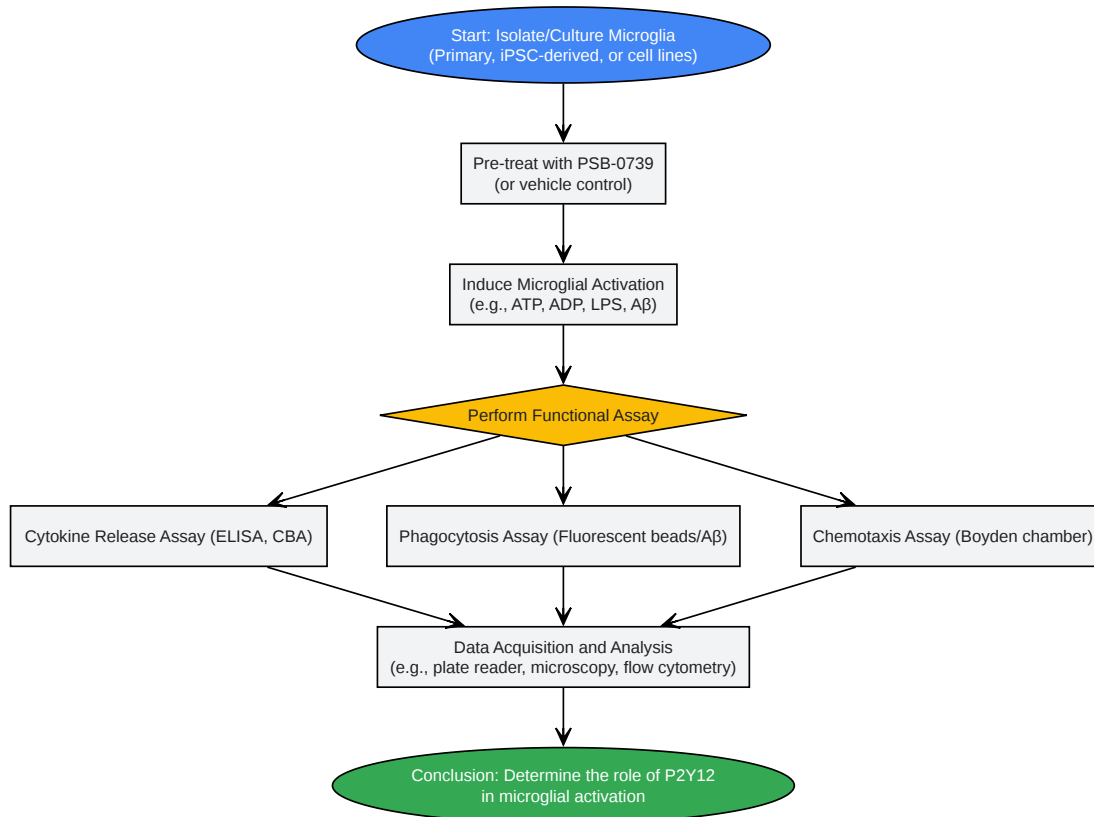 Start: Isolate/Culture Microglia
(Primary, iPSC-derived, or cell lines)
Pre-treat with PSB-0739
(or vehicle control)
Induce Microglial Activation
(e.g., ATP, ADP, LPS, Aβ)
Perform Functional Assay
Cytokine Release Assay (ELISA, CBA)
Phagocytosis Assay (Fluorescent beads/Aβ)
Chemotaxis Assay (Boyden chamber)
Data Acquisition and Analysis
(e.g., plate reader, microscopy, flow cytometry)
Conclusion: Determine the role of P2Y12
in microglial activation